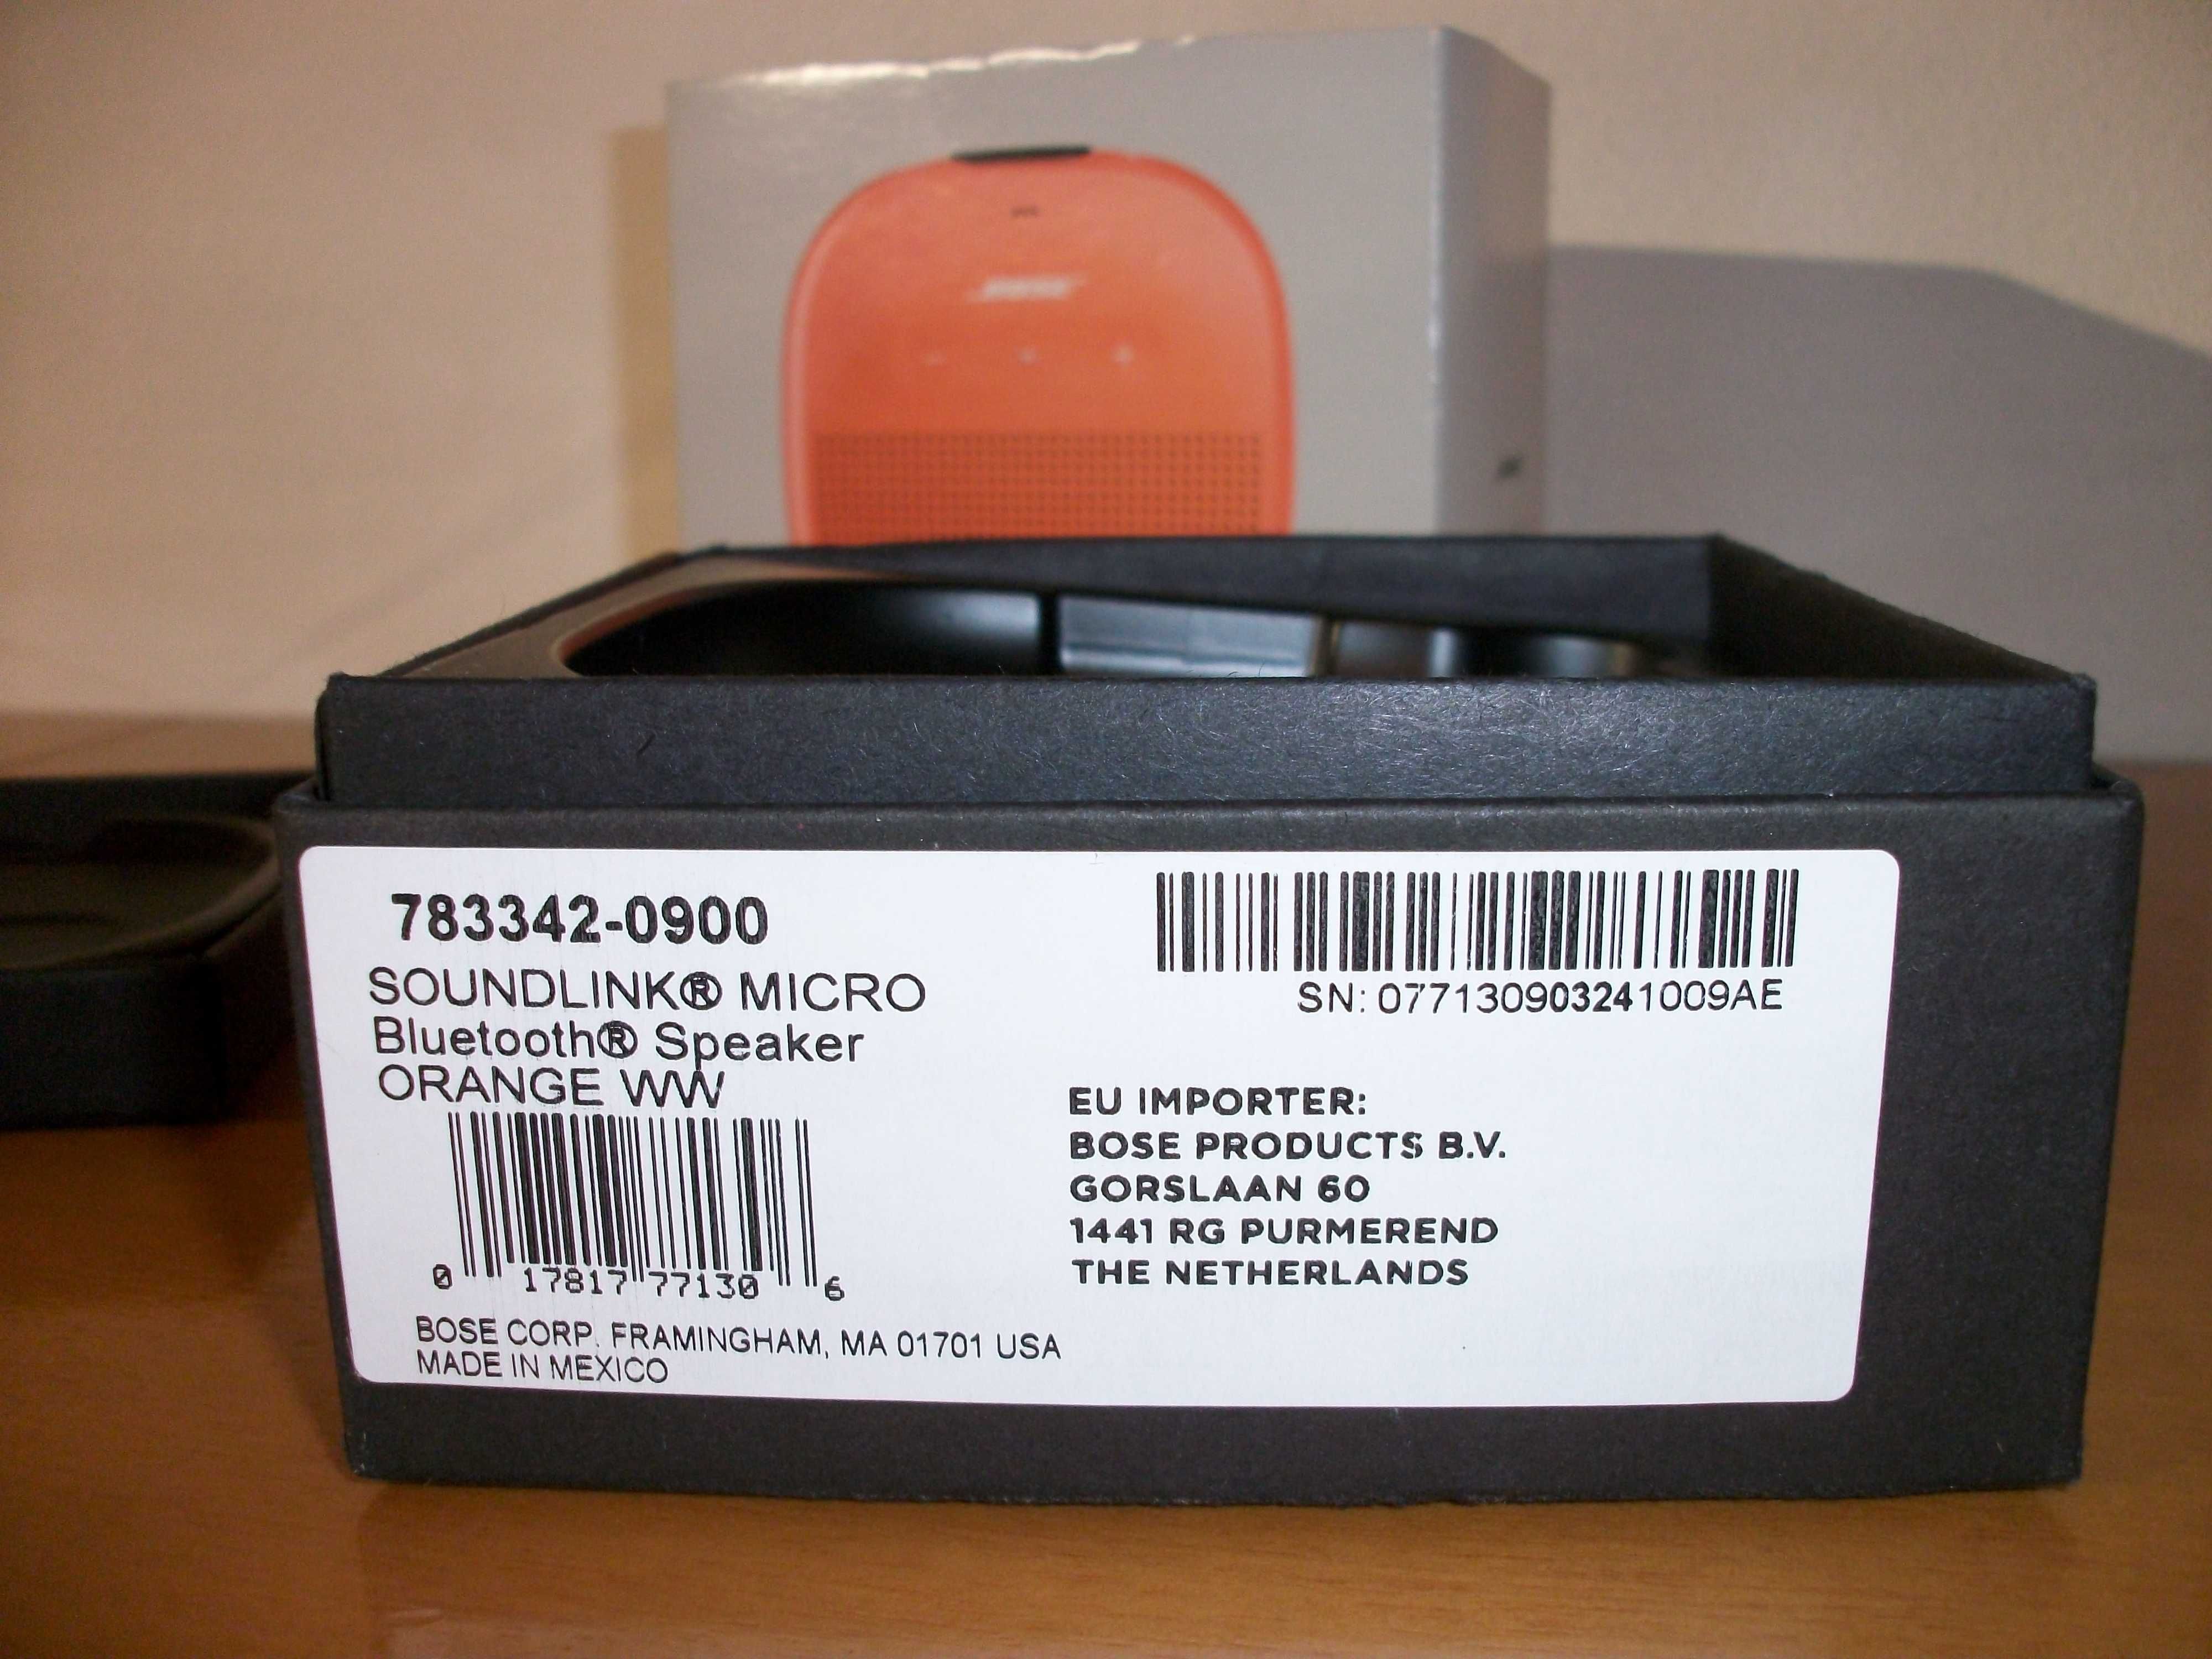 BOSE
783342-0900
SOUNDLINK® MICRO
Bluetooth® Speaker
ORANGE WW
0 17817 77130 6
BOSE CORP. FRAMINGHAM, MA 01701 USA
MADE IN MEXICO
SN: 077130903241009AE
EU IMPORTER:
BOSE PRODUCTS B.V.
GORSLAAN 60
1441 RG PURMEREND
THE NETHERLANDS